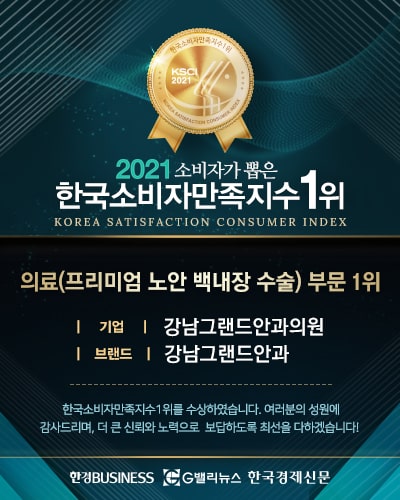 한국소비자만족지수1위
KSCI
2021
KOREA SATISFACTION CONSUMER INDEX
2021 소비자가 뽑은
한국소비자만족지수1위
KOREA SATISFACTION CONSUMER INDEX
의료(프리미엄 노안 백내장 수술) 부문 1위
| 기업 | 강남그랜드안과의원
| 브랜드 | 강남그랜드안과
한국소비자만족지수1위를 수상하였습니다. 여러분의 성원에
감사드리며, 더 큰 신뢰와 노력으로 보답하도록 최선을 다하겠습니다!
한경BUSINESS G밸리뉴스 한국경제신문